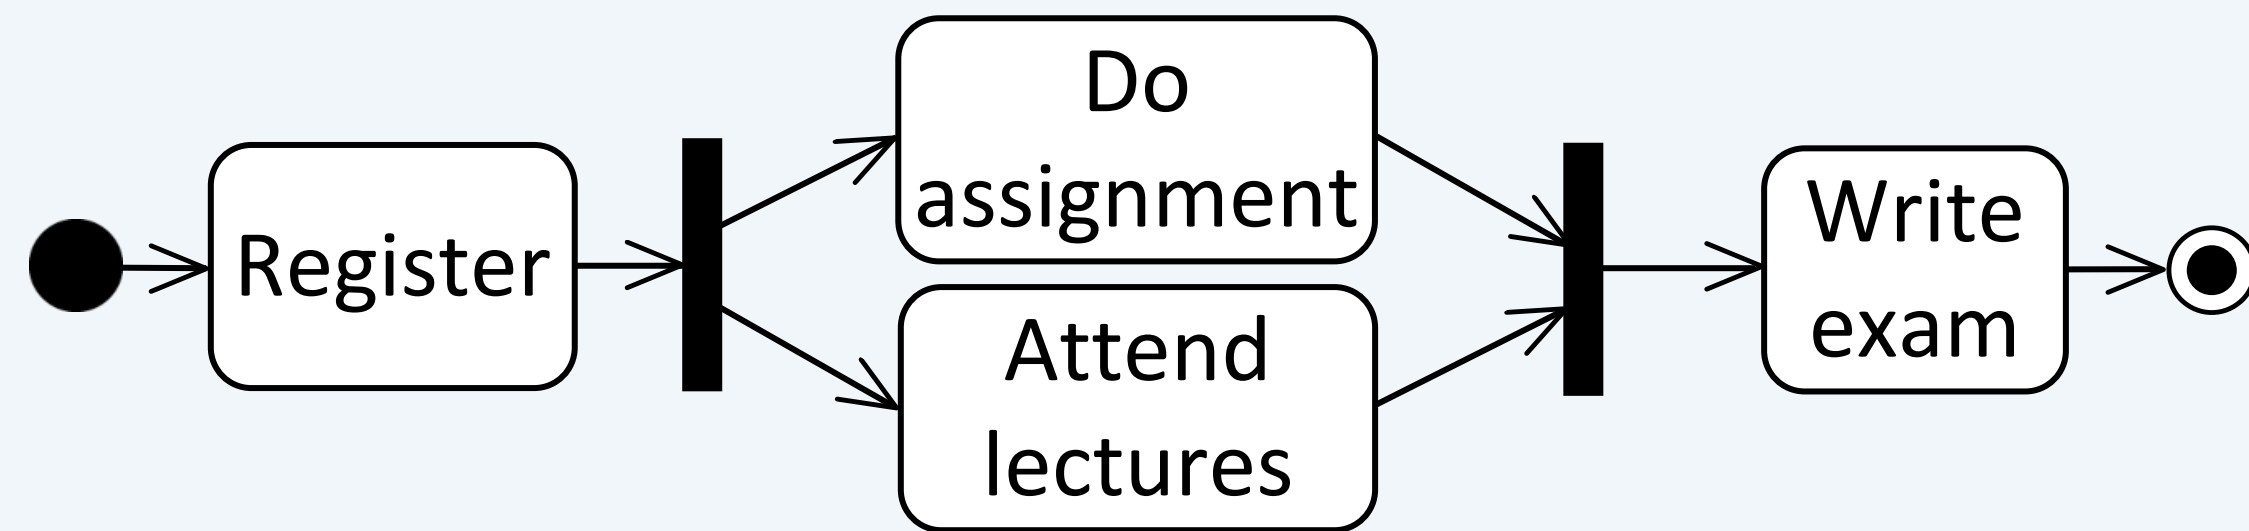 Register
Do
assignment
Attend
lectures
Write
exam